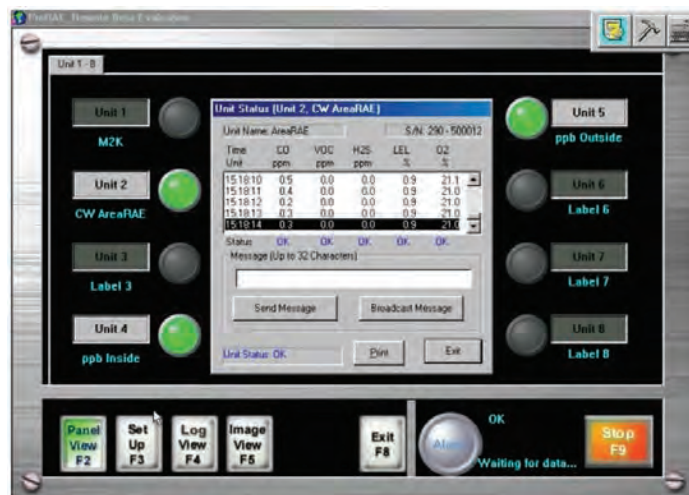 ProRAE Remote Beta Evaluation
Unit 1 - 8
Unit 1
M2K
Unit 2
CW AreaRAE
Unit 3
Label 3
Unit 4
ppb Inside
Unit Status (Unit 2, CW AreaRAE)
Unit Name: AreaRAE S/N: 290 - 500012
Time CO VOC H2S LEL O2
Unit ppm ppm ppm % %
15:18:10 0.5 0.0 0.0 0.9 21.1
15:18:11 0.4 0.0 0.0 0.9 21.0
15:18:12 0.2 0.0 0.0 0.9 21.0
15:18:13 0.3 0.0 0.0 0.9 21.0
15:18:14 0.3 0.0 0.0 0.9 21.0
Status OK. OK. OK. OK. OK.
Message (Up to 32 Characters)
Send Message Broadcast Message
Unit Status: OK. Print Exit
Unit 5
ppb Outside
Unit 6
Label 6
Unit 7
Label 7
Unit 8
Label 8
Panel
View
F2
Set
Up
F3
Log
View
F4
Image
View
F5
Exit
F8
Alarm
OK
Waiting for data...
Stop
F9